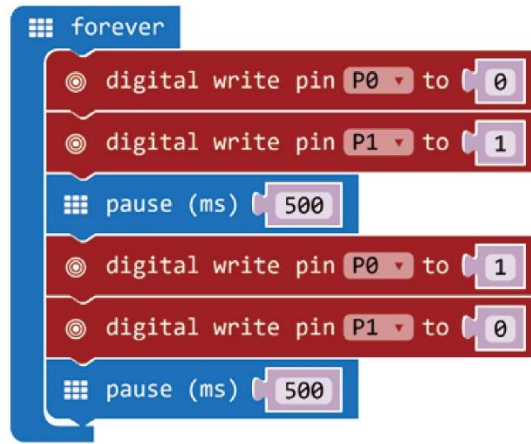 forever
digital write pin P0 to 0
digital write pin P1 to 1
pause (ms) 500
digital write pin P0 to 1
digital write pin P1 to 0
pause (ms) 500